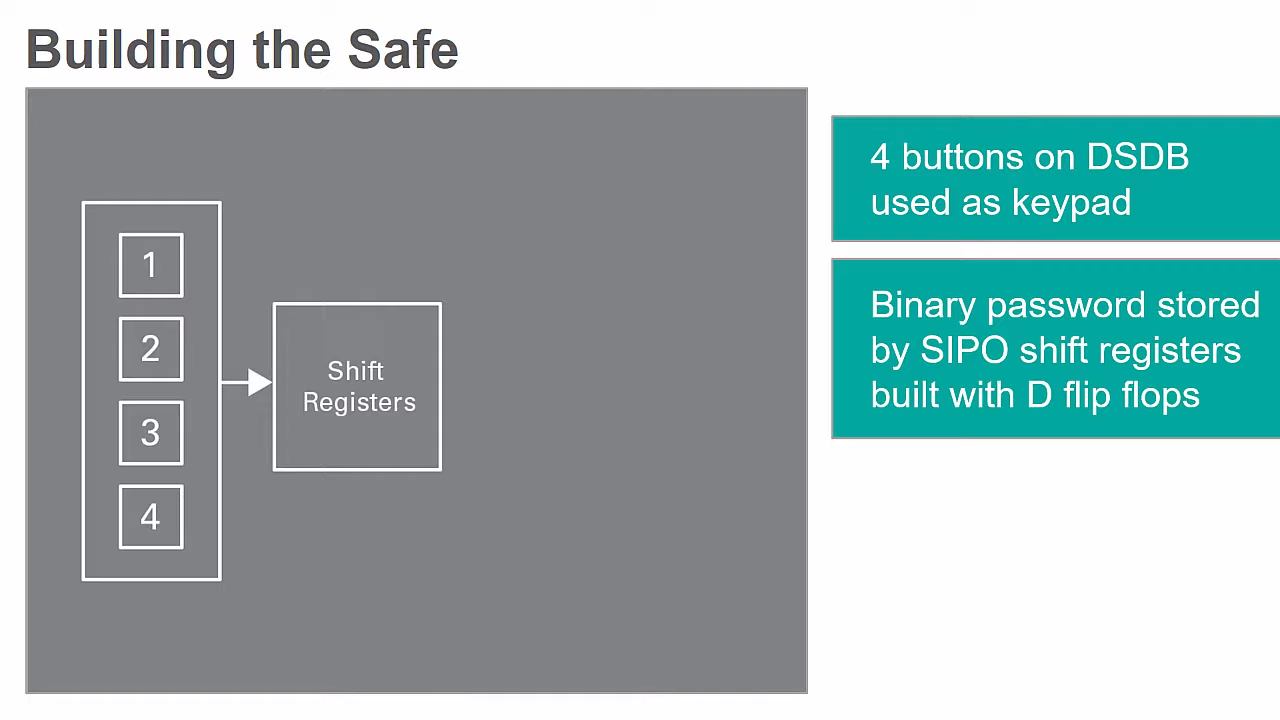 Building the Safe
1
2
3
4
Shift
Registers
4 buttons on DSDB
used as keypad
Binary password stored
by SIPO shift registers
built with D flip flops